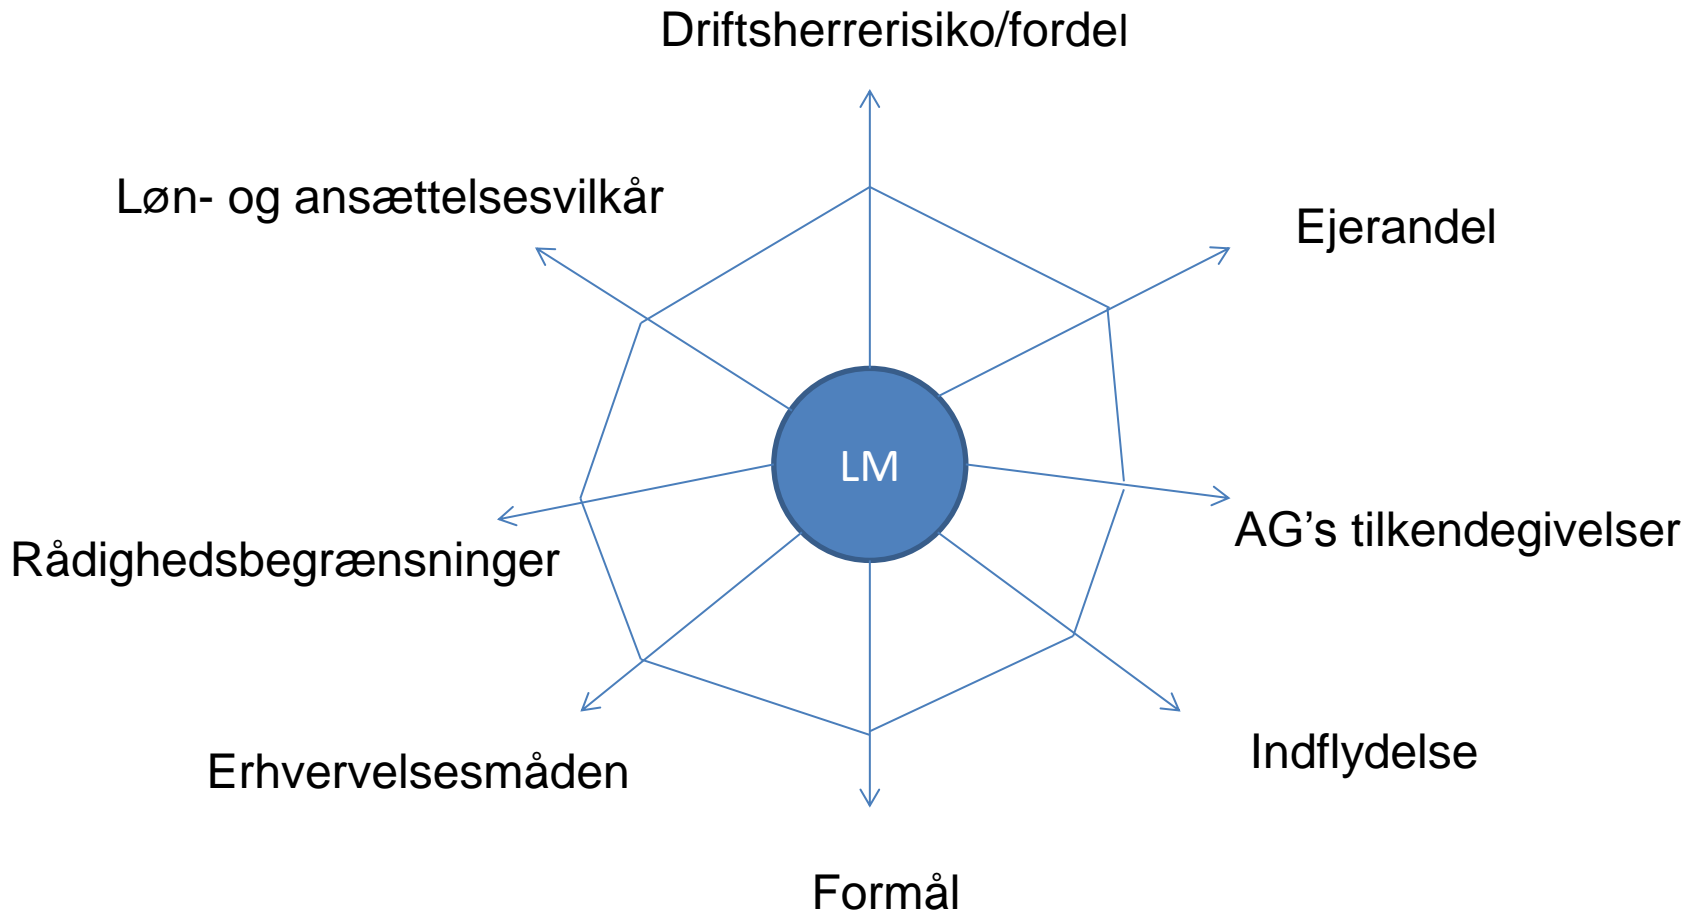 Driftsherrerisiko/fordel
Løn- og ansættelsesvilkår
Ejerandel
LM
AG’s tilkendegivelser
Rådighedsbegrænsninger
Indflydelse
Erhvervelsesmåden
Formål